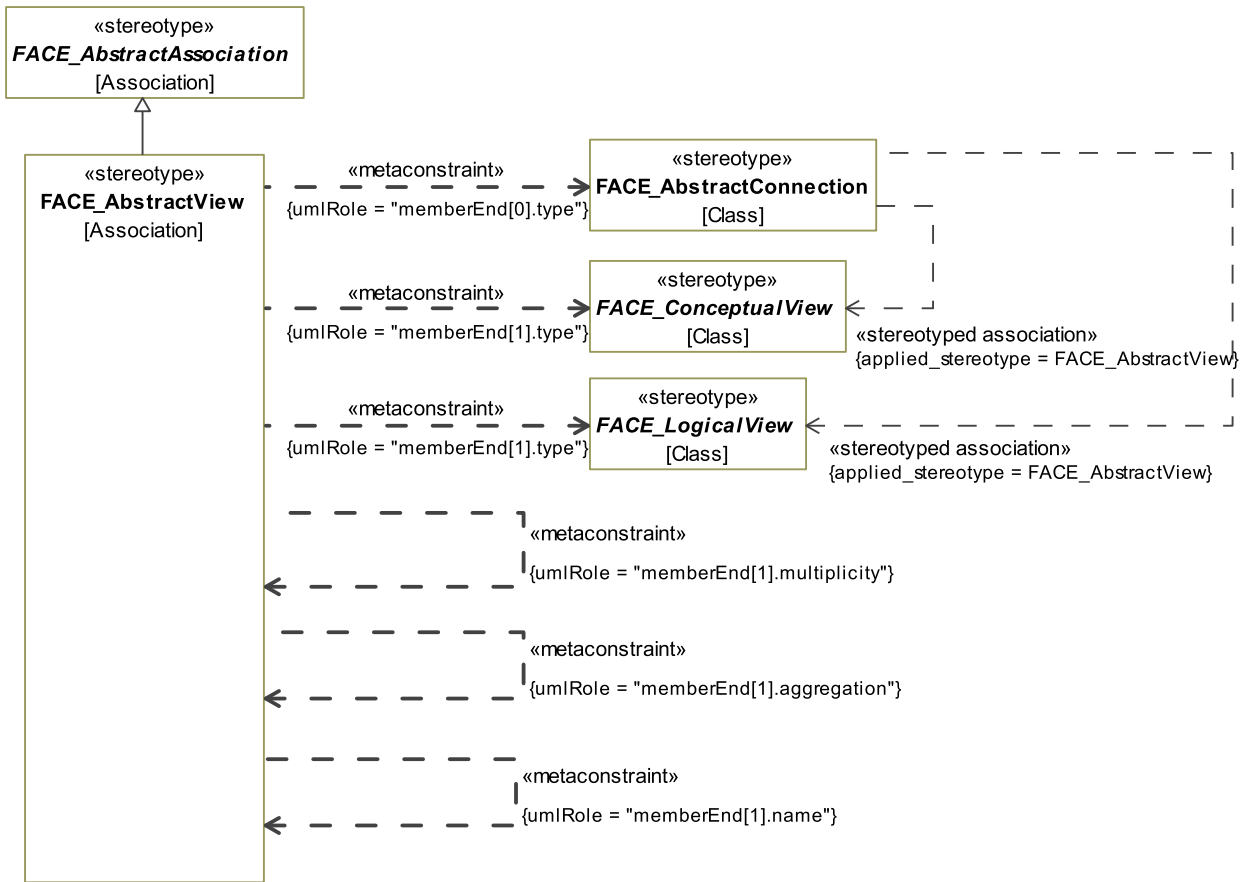 «stereotype»
FACE_AbstractAssociation
[Association]
«stereotype»
FACE_AbstractView
[Association]
«metaconstraint»
{umlRole = "memberEnd[0].type"}
«stereotype»
FACE_AbstractConnection
[Class]
«metaconstraint»
{umlRole = "memberEnd[1].type"}
«stereotype»
FACE_ConceptualView
[Class]
«stereotyped association»
{applied_stereotype = FACE_AbstractView}
«metaconstraint»
{umlRole = "memberEnd[1].type"}
«stereotype»
FACE_LogicalView
[Class]
«stereotyped association»
{applied_stereotype = FACE_AbstractView}
«metaconstraint»
{umlRole = "memberEnd[1].multiplicity"}
«metaconstraint»
{umlRole = "memberEnd[1].aggregation"}
«metaconstraint»
{umlRole = "memberEnd[1].name"}